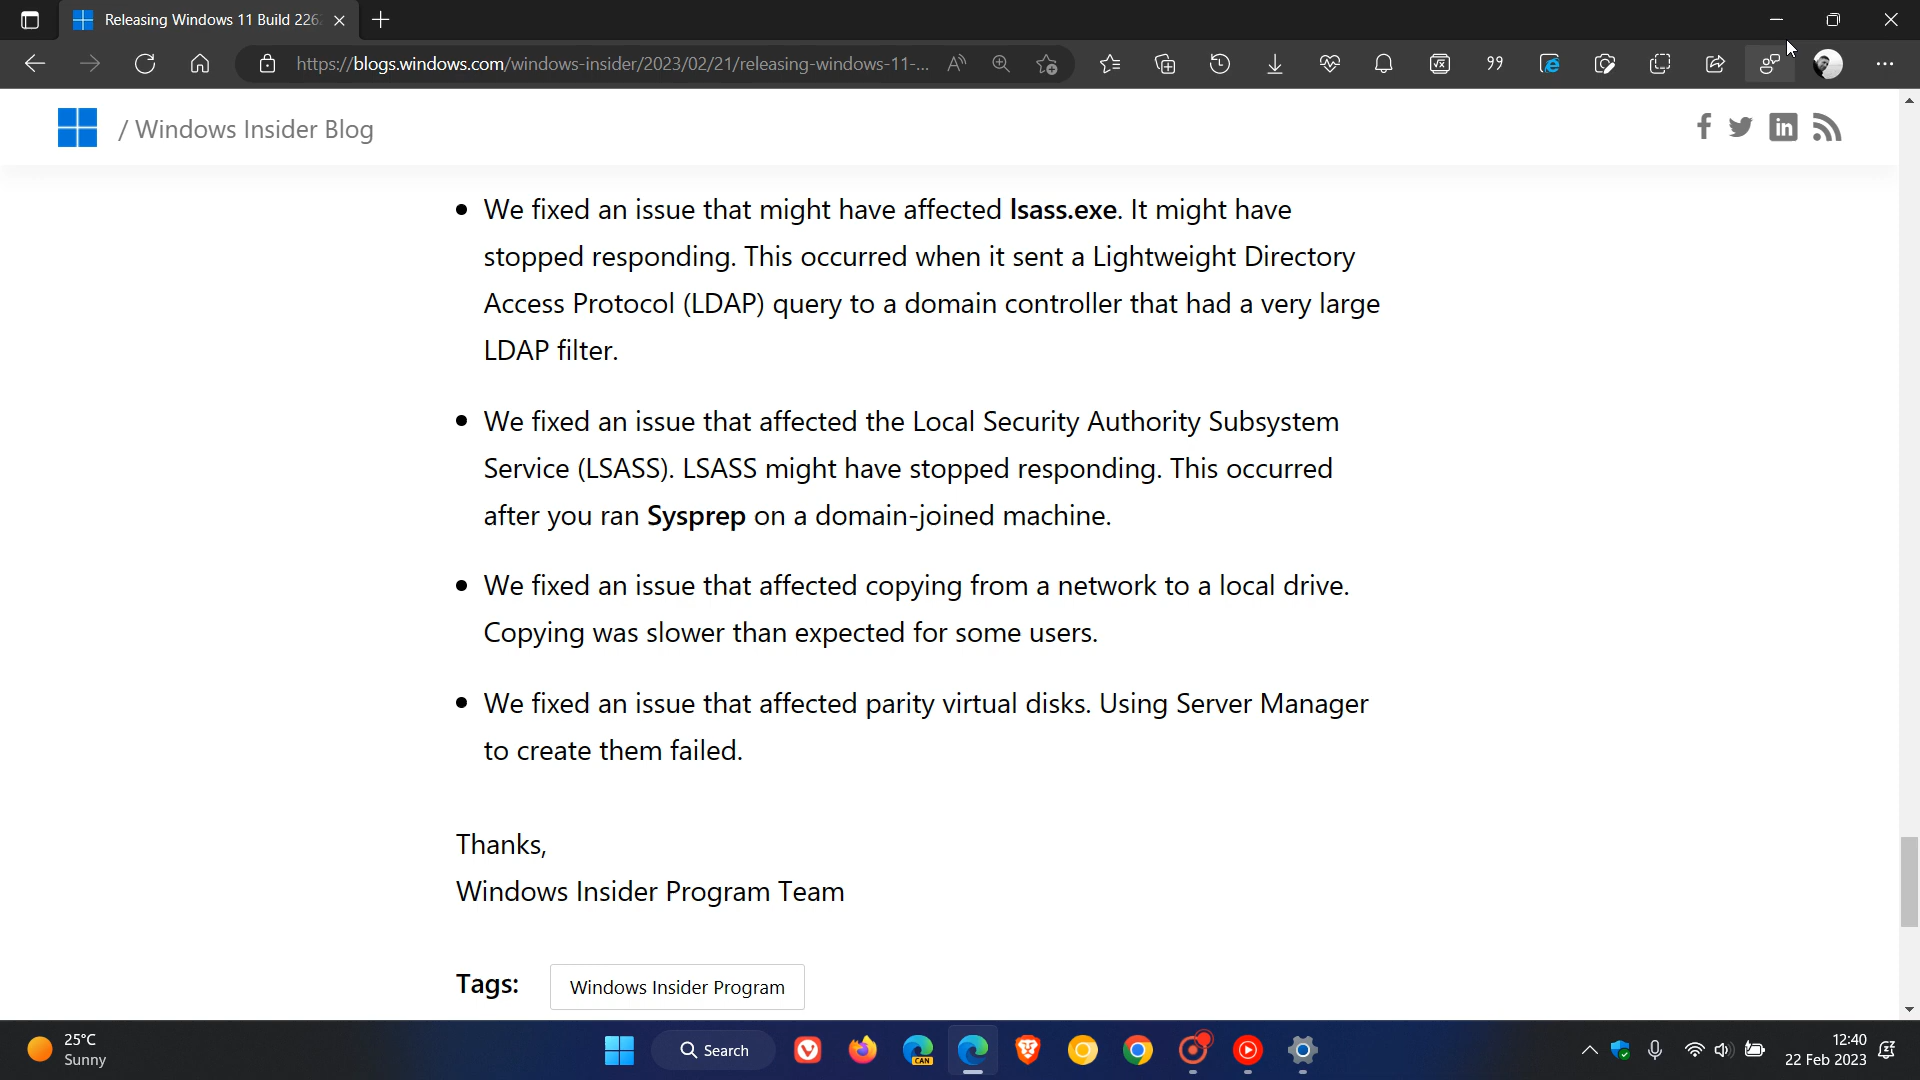 Releasing Windows 11 Build 226
https://blogs.windows.com/windows-insider/2023/02/21/releasing-windows-11-...
/ Windows Insider Blog
• We fixed an issue that might have affected lsass.exe. It might have
stopped responding. This occurred when it sent a Lightweight Directory
Access Protocol (LDAP) query to a domain controller that had a very large
LDAP filter.
• We fixed an issue that affected the Local Security Authority Subsystem
Service (LSASS). LSASS might have stopped responding. This occurred
after you ran Sysprep on a domain-joined machine.
• We fixed an issue that affected copying from a network to a local drive.
Copying was slower than expected for some users.
• We fixed an issue that affected parity virtual disks. Using Server Manager
to create them failed.
Thanks,
Windows Insider Program Team
Tags: Windows Insider Program
25°C
Sunny
Search
CAN
12:40
22 Feb 2023